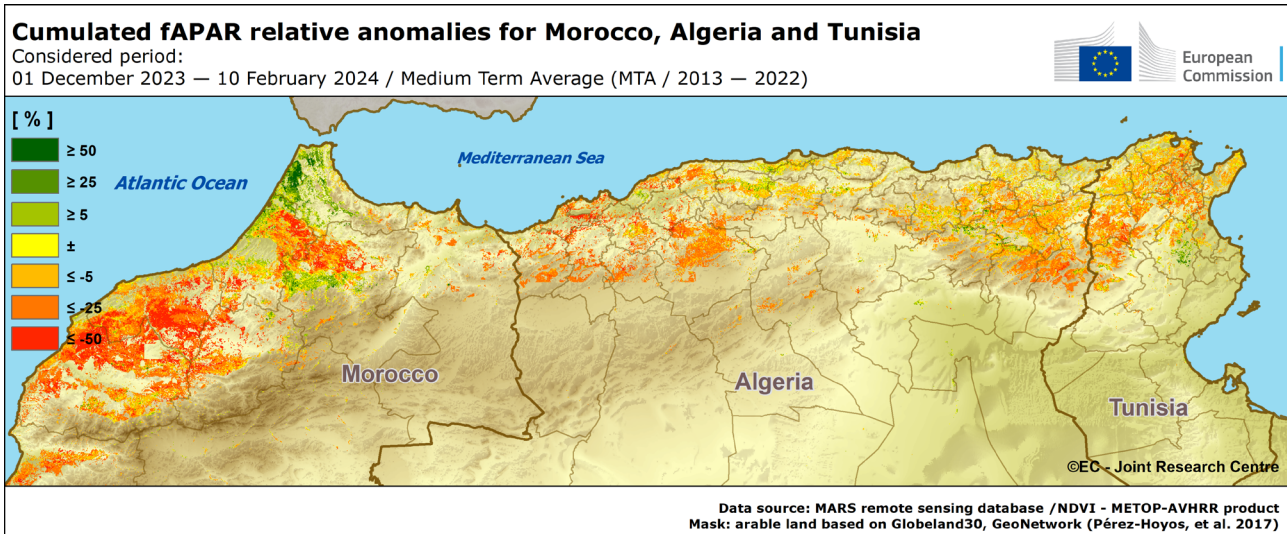 Cumulated fAPAR relative anomalies for Morocco, Algeria and Tunisia
Considered period:
01 December 2023 — 10 February 2024 / Medium Term Average (MTA / 2013 — 2022)
European
Commission
[ % ]
≥ 50
≥ 25
≥ 5
±
≤ -5
≤ -25
≤ -50
Atlantic Ocean
Mediterranean Sea
Morocco
Algeria
Tunisia
©EC - Joint Research Centre
Data source: MARS remote sensing database /NDVI - METOP-AVHRR product
Mask: arable land based on Globeland30, GeoNetwork (Pérez-Hoyos, et al. 2017)